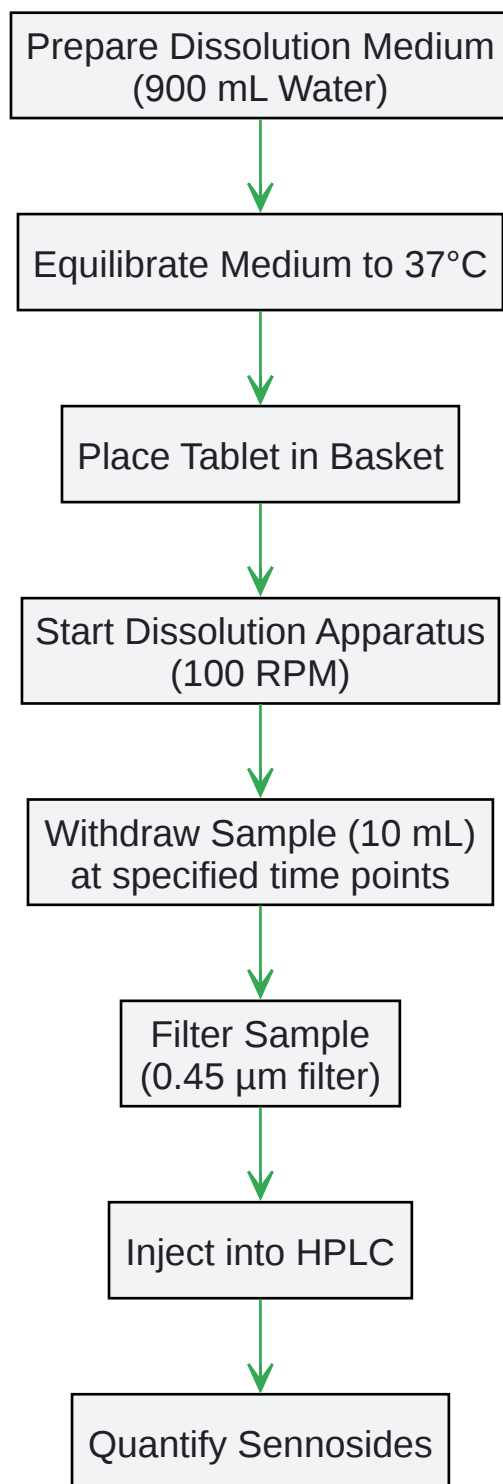 Prepare Dissolution Medium
(900 mL Water)
Equilibrate Medium to 37°C
Place Tablet in Basket
Start Dissolution Apparatus
(100 RPM)
Withdraw Sample (10 mL)
at specified time points
Filter Sample
(0.45 µm filter)
Inject into HPLC
Quantify Sennosides